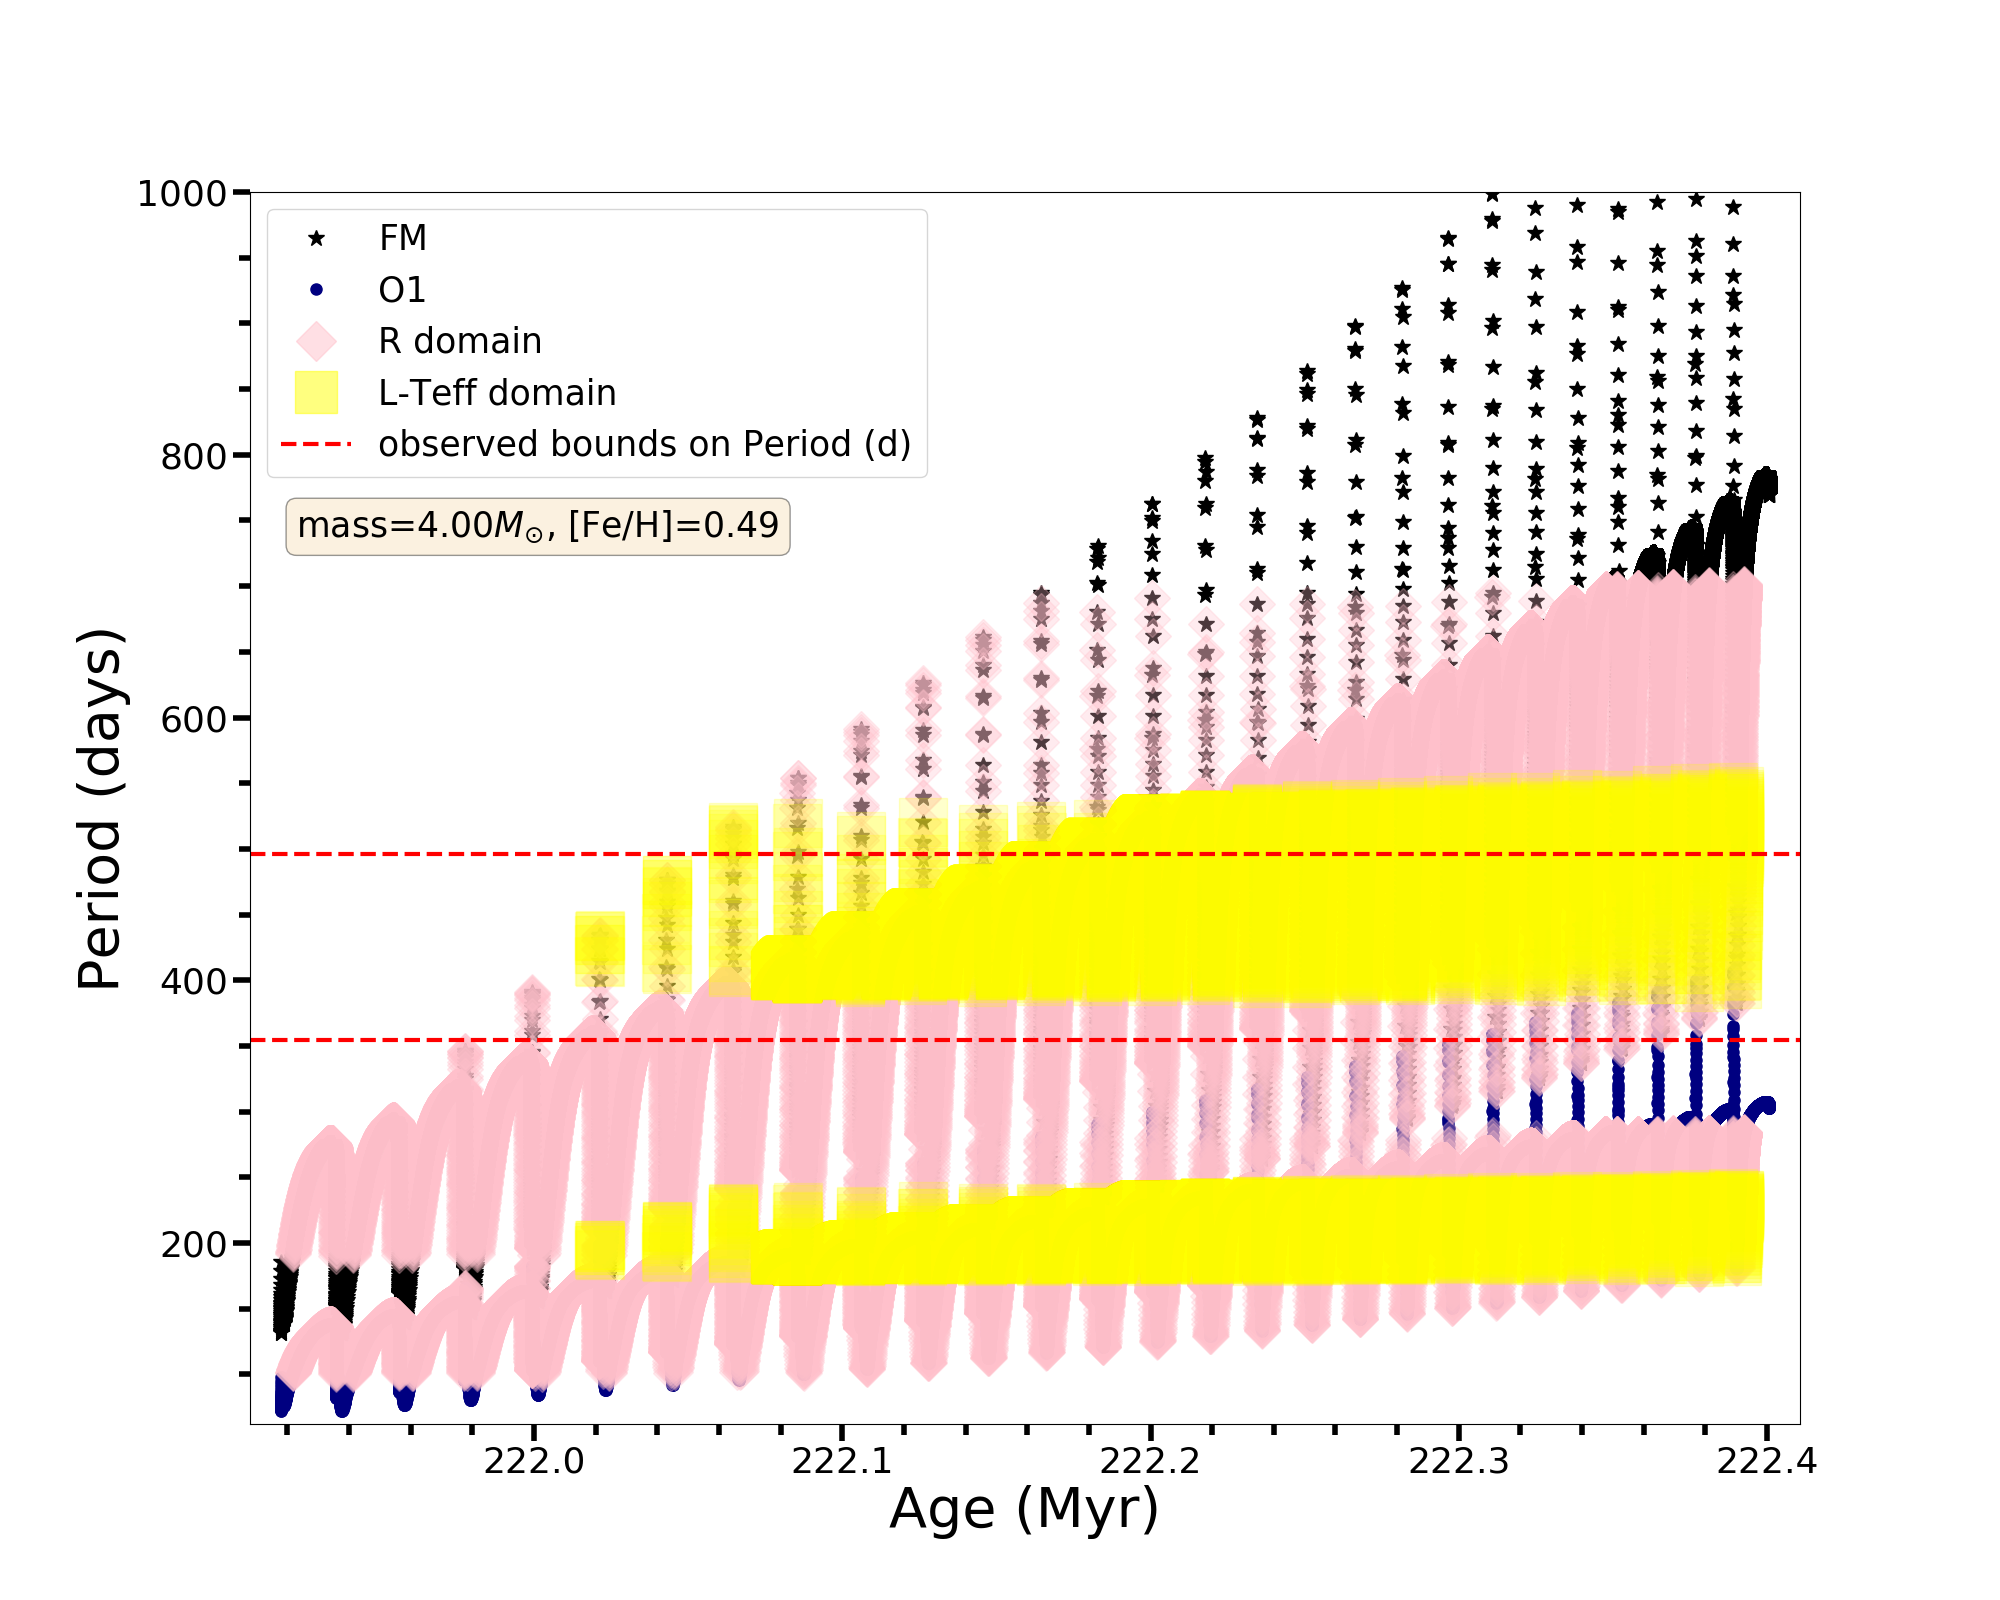 1000
800
600
400
200
Period (days)
FM
O1
R domain
L-Teff domain
observed bounds on Period (d)
mass=4.00M☉, [Fe/H]=0.49
222.0 222.1 222.2 222.3 222.4
Age (Myr)